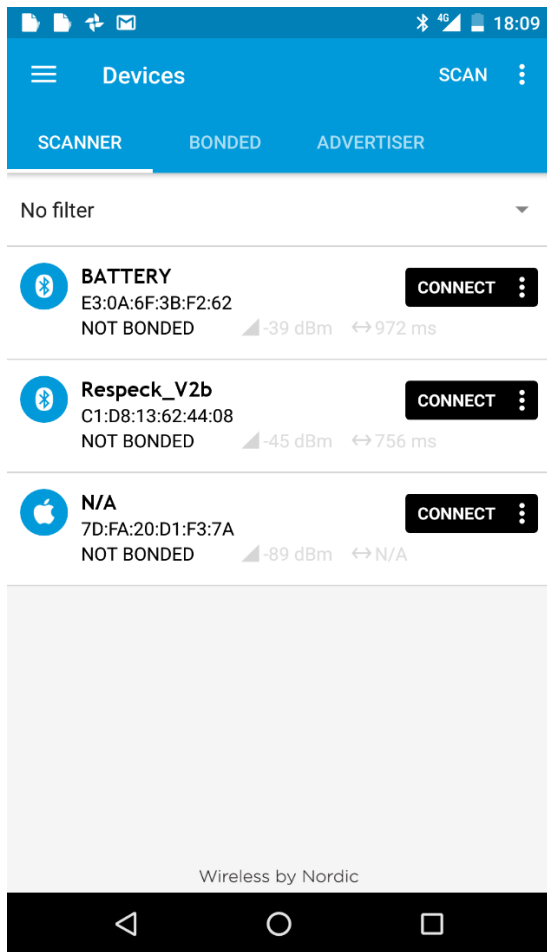 4G 18:09
Devices SCAN
SCANNER BONDED ADVERTISER
No filter
BATTERY
CONNECT
E3:0A:6F:3B:F2:62
NOT BONDED -39 dBm 972 ms
Respeck_V2b
CONNECT
C1:D8:13:62:44:08
NOT BONDED -45 dBm 756 ms
N/A
CONNECT
7D:FA:20:D1:F3:7A
NOT BONDED -89 dBm N/A
Wireless by Nordic